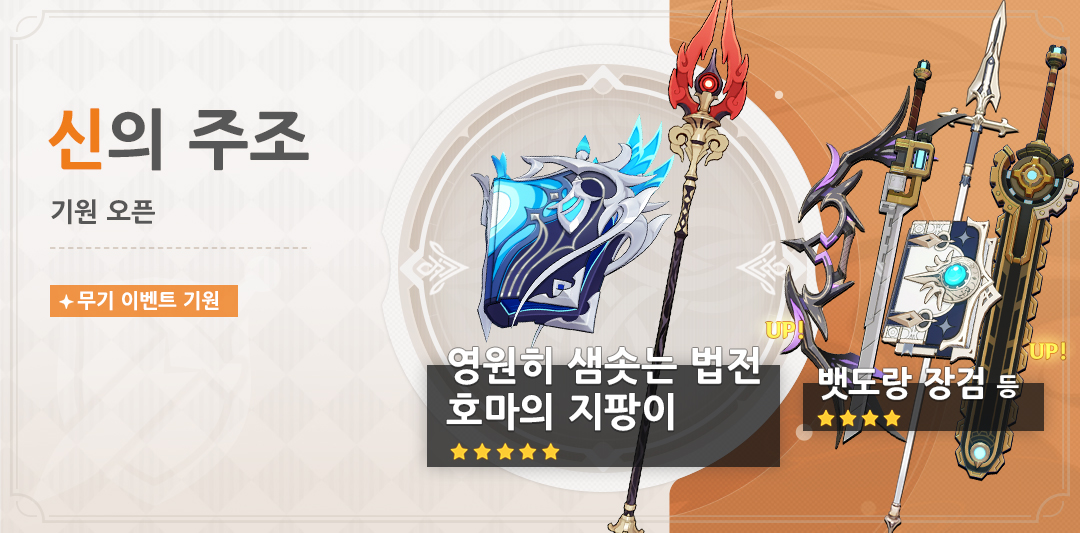 신의 주조
기원 오픈
무기 이벤트 기원
UP!
영원히 샘솟는 법전
호마의 지팡이
UP!
뱃도랑 장검 등